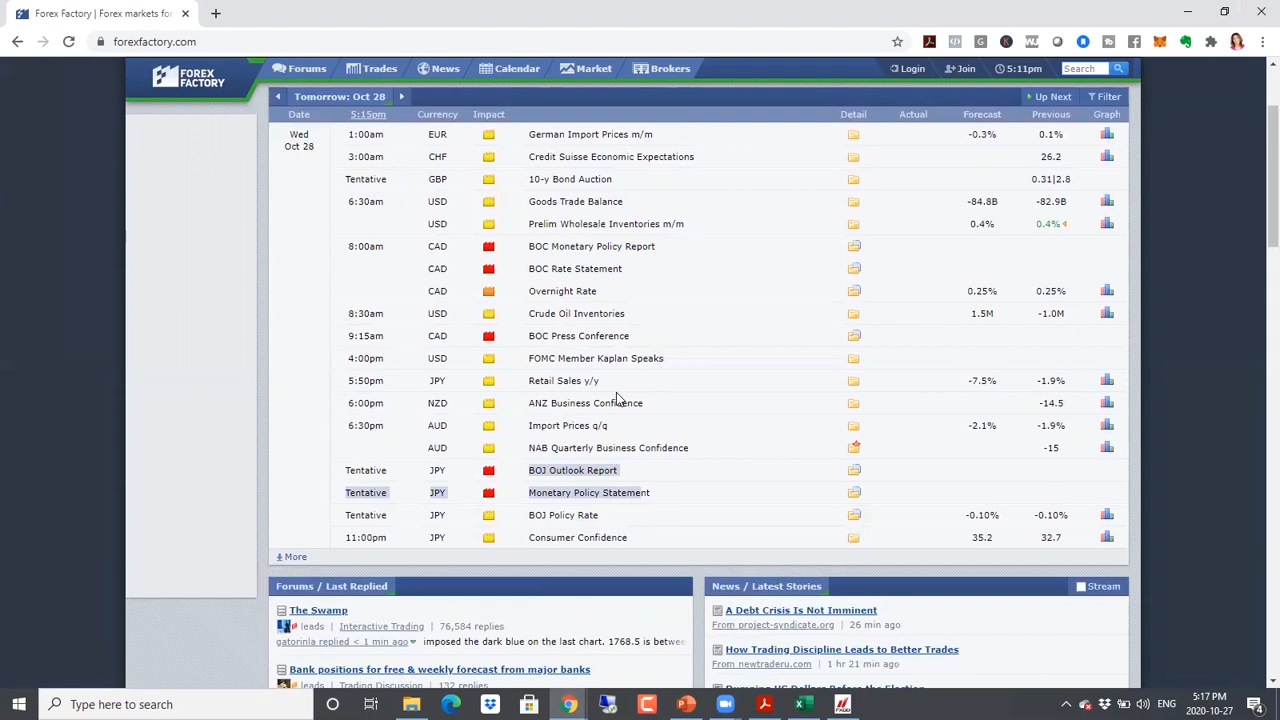 Forex Factory | Forex markets for
forexfactory.com
FOREX FACTORY
Forums Trades News Calendar Market Brokers Login Join 5:11pm Search
Tomorrow: Oct 28 Up Next Filter
Date 5:15pm Currency Impact Detail Actual Forecast Previous Graph
Wed Oct 28 1:00am EUR German Import Prices m/m -0.3% 0.1%
3:00am CHF Credit Suisse Economic Expectations 26.2
Tentative GBP 10-y Bond Auction 0.31|2.8
6:30am USD Goods Trade Balance -84.8B -82.9B
USD Prelim Wholesale Inventories m/m 0.4% 0.4%
8:00am CAD BOC Monetary Policy Report
CAD BOC Rate Statement
CAD Overnight Rate 0.25% 0.25%
8:30am USD Crude Oil Inventories 1.5M -1.0M
9:15am CAD BOC Press Conference
4:00pm USD FOMC Member Kaplan Speaks
5:50pm JPY Retail Sales y/y -7.5% -1.9%
6:00pm NZD ANZ Business Confidence -14.5
6:30pm AUD Import Prices q/q -2.1% -1.9%
AUD NAB Quarterly Business Confidence -15
Tentative JPY BOJ Outlook Report
Tentative JPY Monetary Policy Statement
Tentative JPY BOJ Policy Rate -0.10% -0.10%
11:00pm JPY Consumer Confidence 35.2 32.7
More
Forums / Last Replied
The Swamp
leads | Interactive Trading | 76,584 replies
gatorinla replied < 1 min ago imposed the dark blue on the last chart. 1768.5 is betwe
Bank positions for free & weekly forecast from major banks
leads | Trading Discussion | 132 replies
News / Latest Stories Stream
A Debt Crisis Is Not Imminent
From project-syndicate.org | 26 min ago
How Trading Discipline Leads to Better Trades
From newtraderu.com | 1 hr 21 min ago
Dumping US Dollars Before the Election
Type here to search
ENG
5:17 PM
2020-10-27